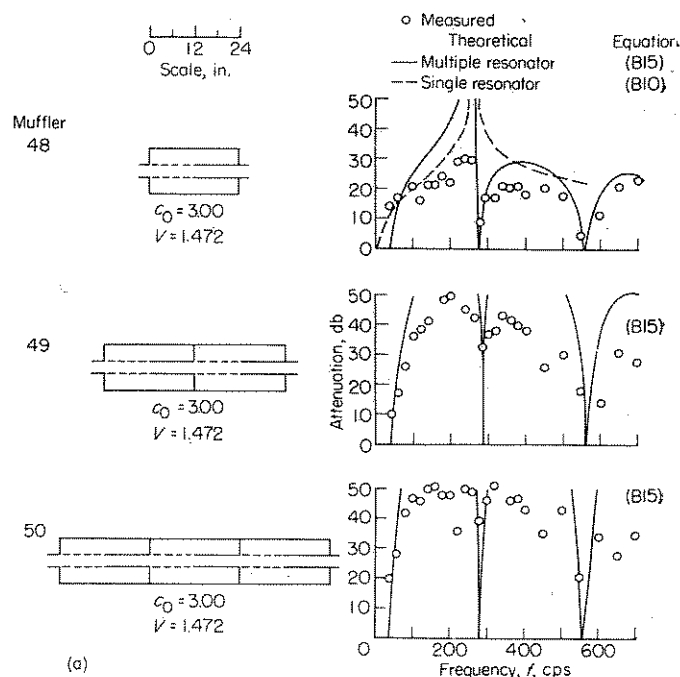 0 12 24
Scale, in.
○ Measured
Theoretical Equation
Multiple resonator (B15)
Single resonator (B10)
Muffler
48
c₀ = 3.00
V = 1.472
50
40
30
20
10
0
49
c₀ = 3.00
V = 1.472
Attenuation, db
50
40
30
20
10
0
(B15)
50
c₀ = 3.00
V = 1.472
50
40
30
20
10
0
(B15)
0 200 400 600
Frequency, f, cps
(a)